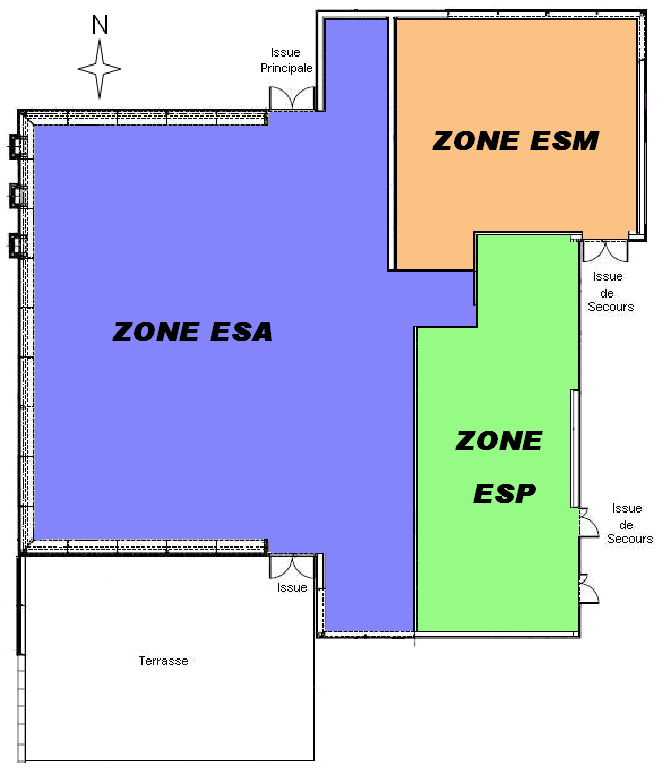 N
Issue
Principale
ZONE ESM
Issue
de
Secours
ZONE ESA
ZONE
ESP
Issue
de
Secours
Issue
Terrasse